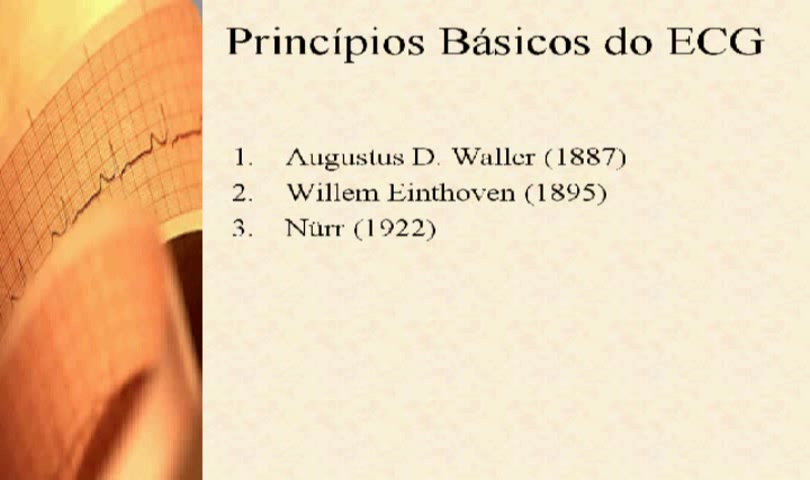 Princípios Básicos do ECG
1. Augustus D. Waller (1887)
2. Willem Einthoven (1895)
3. Nürr (1922)